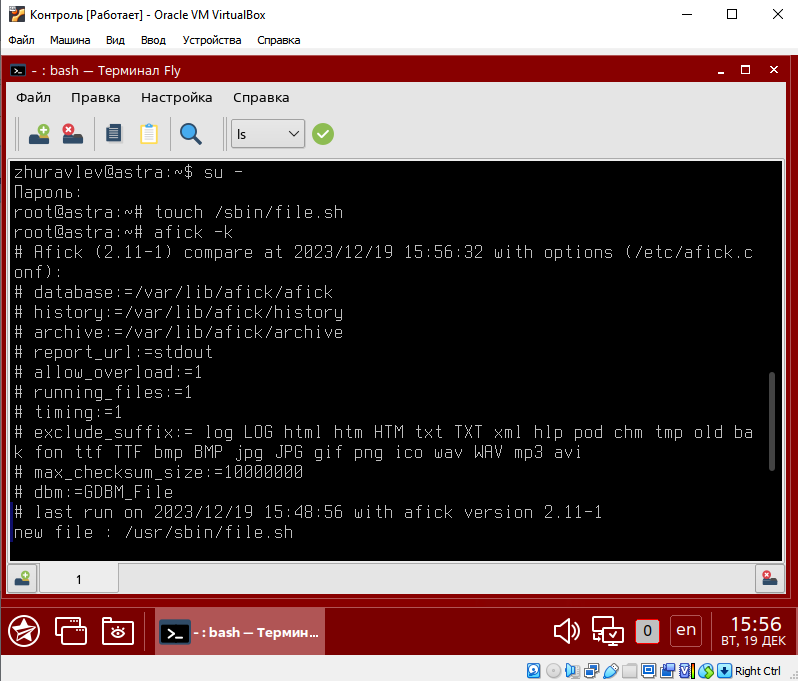 Контроль [Работает] - Oracle VM VirtualBox
Файл Машина Вид Ввод Устройства Справка
- : bash — Терминал Fly
Файл Правка Настройка Справка
ls
zhuravlev@astra:~$ su -
Пароль:
root@astra:~# touch /sbin/file.sh
root@astra:~# afick -k
# Afick (2.11-1) compare at 2023/12/19 15:56:32 with options (/etc/afick.c
onf):
# database:=/var/lib/afick/afick
# history:=/var/lib/afick/history
# archive:=/var/lib/afick/archive
# report_url:=stdout
# allow_overload:=1
# running_files:=1
# timing:=1
# exclude_suffix:= log LOG html htm HTM txt TXT xml hlp pod chm tmp old ba
k fon ttf TTF bmp BMP jpg JPG gif png ico wav WAV mp3 avi
# max_checksum_size:=10000000
# dbm:=GDBM_File
# last run on 2023/12/19 15:48:56 with afick version 2.11-1
new file : /usr/sbin/file.sh
1
- : bash — Термин...
0
en
15:56
ВТ, 19 ДЕК
Right Ctrl